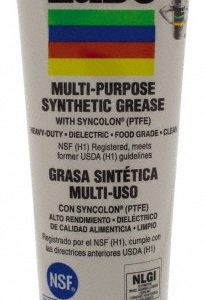 MULTI-PURPOSE
SYNTHETIC GREASE
WITH SYNCOLON® (PTFE)
HEAVY-DUTY • DIELECTRIC • FOOD GRADE • CLEAN
NSF (H1) Registered, meets
former USDA (H1) guidelines
GRASA SINTÉTICA
MULTI-USO
CON SYNCOLON® (PTFE)
ALTO RENDIMIENTO • DIELÉCTRICO
DE CALIDAD ALIMENTICIA • LIMPIO
Registrado por el NSF (H1), cumple con
las directrices anteriores USDA (H1)
NSF
NLGI